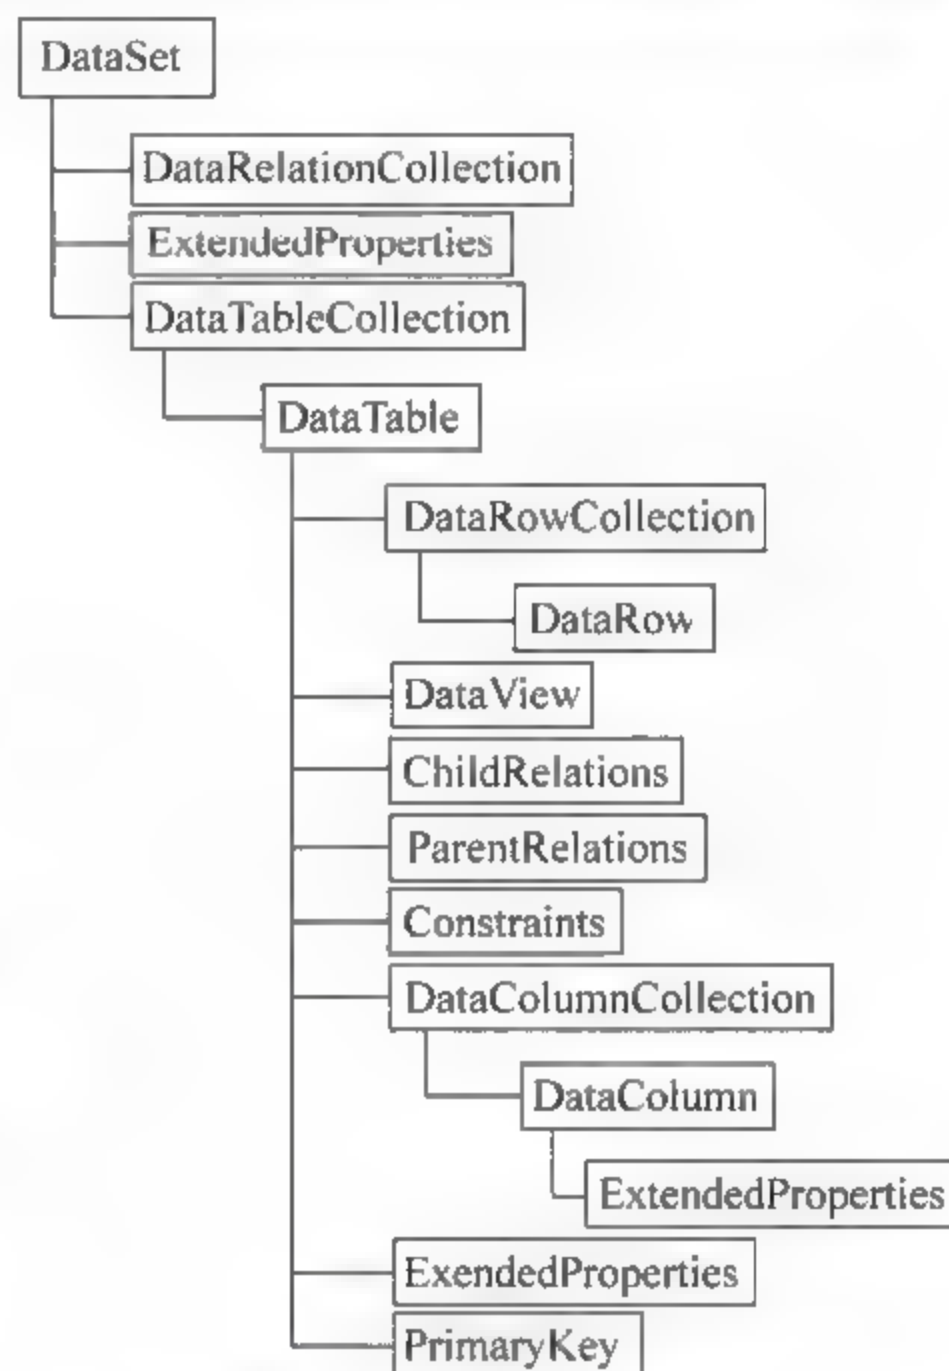 DataSet
DataRelationCollection
ExtendedProperties
DataTableCollection
DataTable
DataRowCollection
DataRow
DataView
ChildRelations
ParentRelations
Constraints
DataColumnCollection
DataColumn
ExtendedProperties
ExendedProperties
PrimaryKey